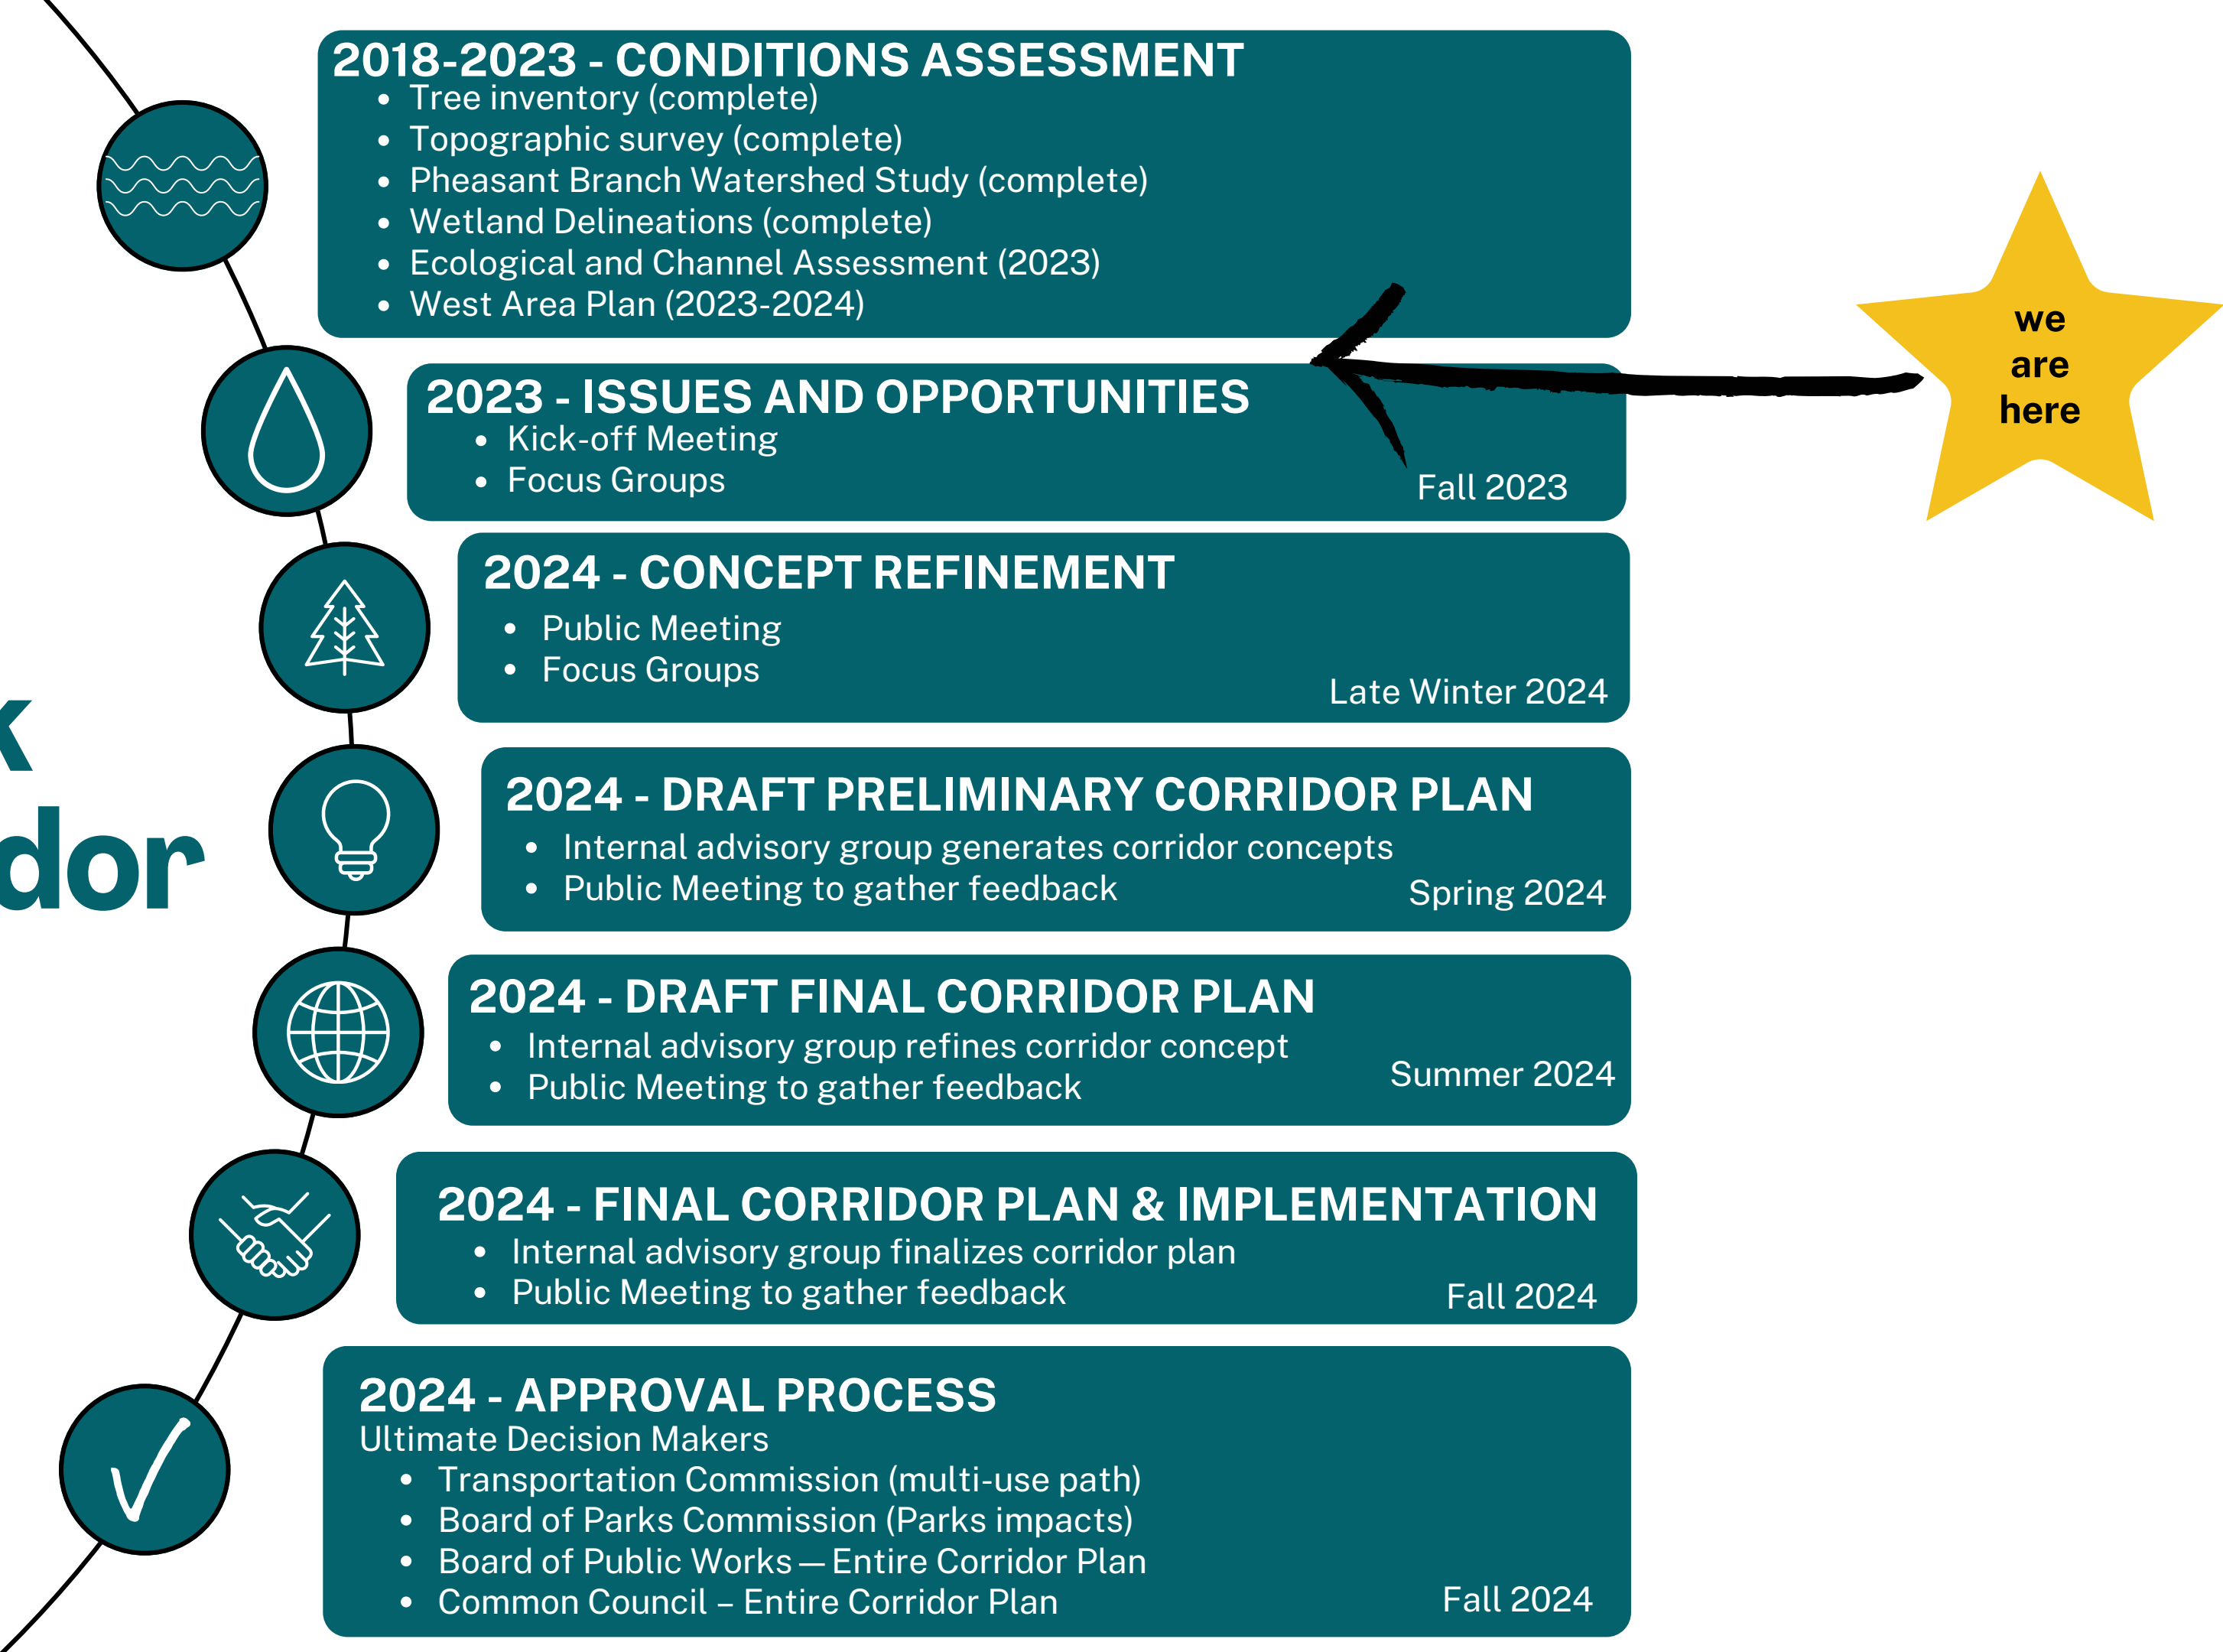 2018-2023 - CONDITIONS ASSESSMENT
• Tree inventory (complete)
• Topographic survey (complete)
• Pheasant Branch Watershed Study (complete)
• Wetland Delineations (complete)
• Ecological and Channel Assessment (2023)
• West Area Plan (2023-2024)
we
are
here
2023 - ISSUES AND OPPORTUNITIES
• Kick-off Meeting
• Focus Groups
Fall 2023
2024 - CONCEPT REFINEMENT
• Public Meeting
• Focus Groups
Late Winter 2024
k
dor
2024 - DRAFT PRELIMINARY CORRIDOR PLAN
• Internal advisory group generates corridor concepts
• Public Meeting to gather feedback
Spring 2024
2024 - DRAFT FINAL CORRIDOR PLAN
• Internal advisory group refines corridor concept
• Public Meeting to gather feedback
Summer 2024
2024 - FINAL CORRIDOR PLAN & IMPLEMENTATION
• Internal advisory group finalizes corridor plan
• Public Meeting to gather feedback
Fall 2024
2024 - APPROVAL PROCESS
Ultimate Decision Makers
• Transportation Commission (multi-use path)
• Board of Parks Commission (Parks impacts)
• Board of Public Works — Entire Corridor Plan
• Common Council – Entire Corridor Plan
Fall 2024